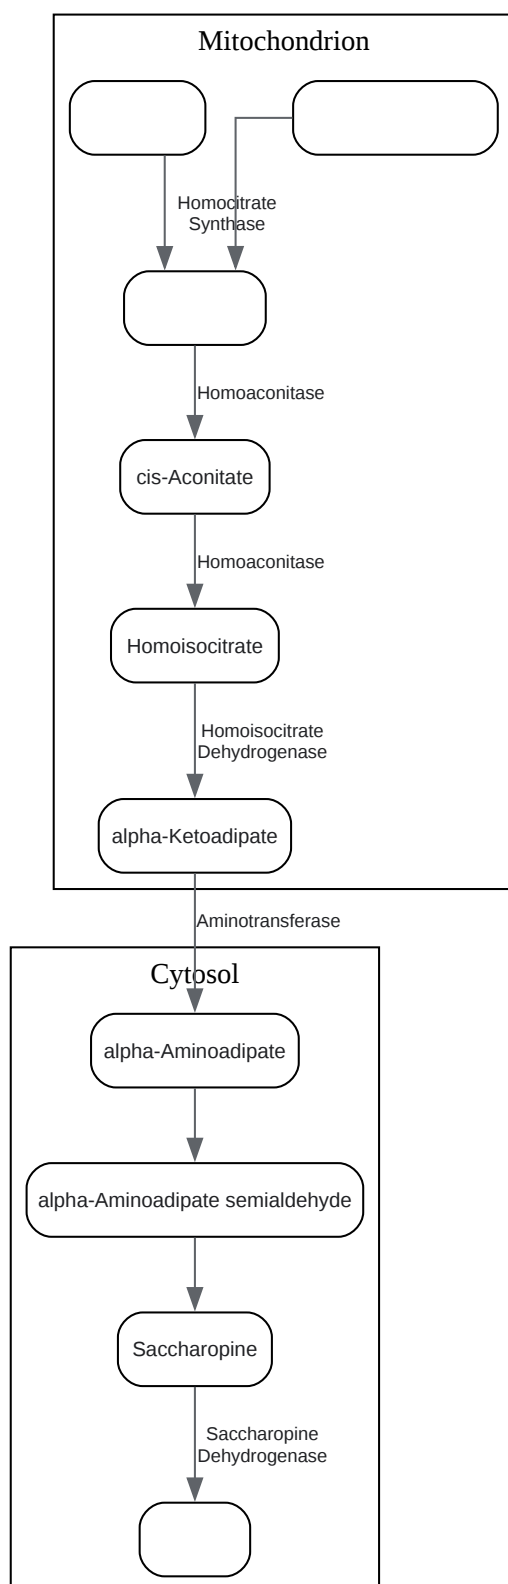 Mitochondrion
Homocitrate
Synthase
Homoaconitase
cis-Aconitate
Homoaconitase
Homoisocitrate
Homoisocitrate
Dehydrogenase
alpha-Ketoadipate
Aminotransferase
Cytosol
alpha-Aminoadipate
alpha-Aminoadipate semialdehyde
Saccharopine
Saccharopine
Dehydrogenase